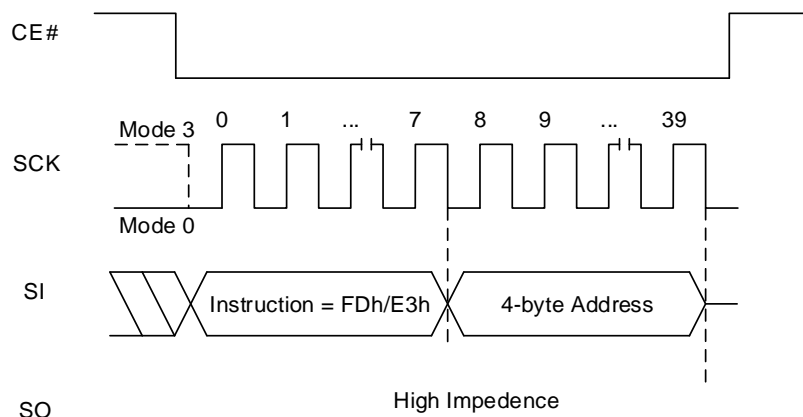 CE#
Mode 3 0 1 ... 7 8 9 ... 39
SCK
Mode 0
SI Instruction = FDh/E3h 4-byte Address
High Impedence
SO